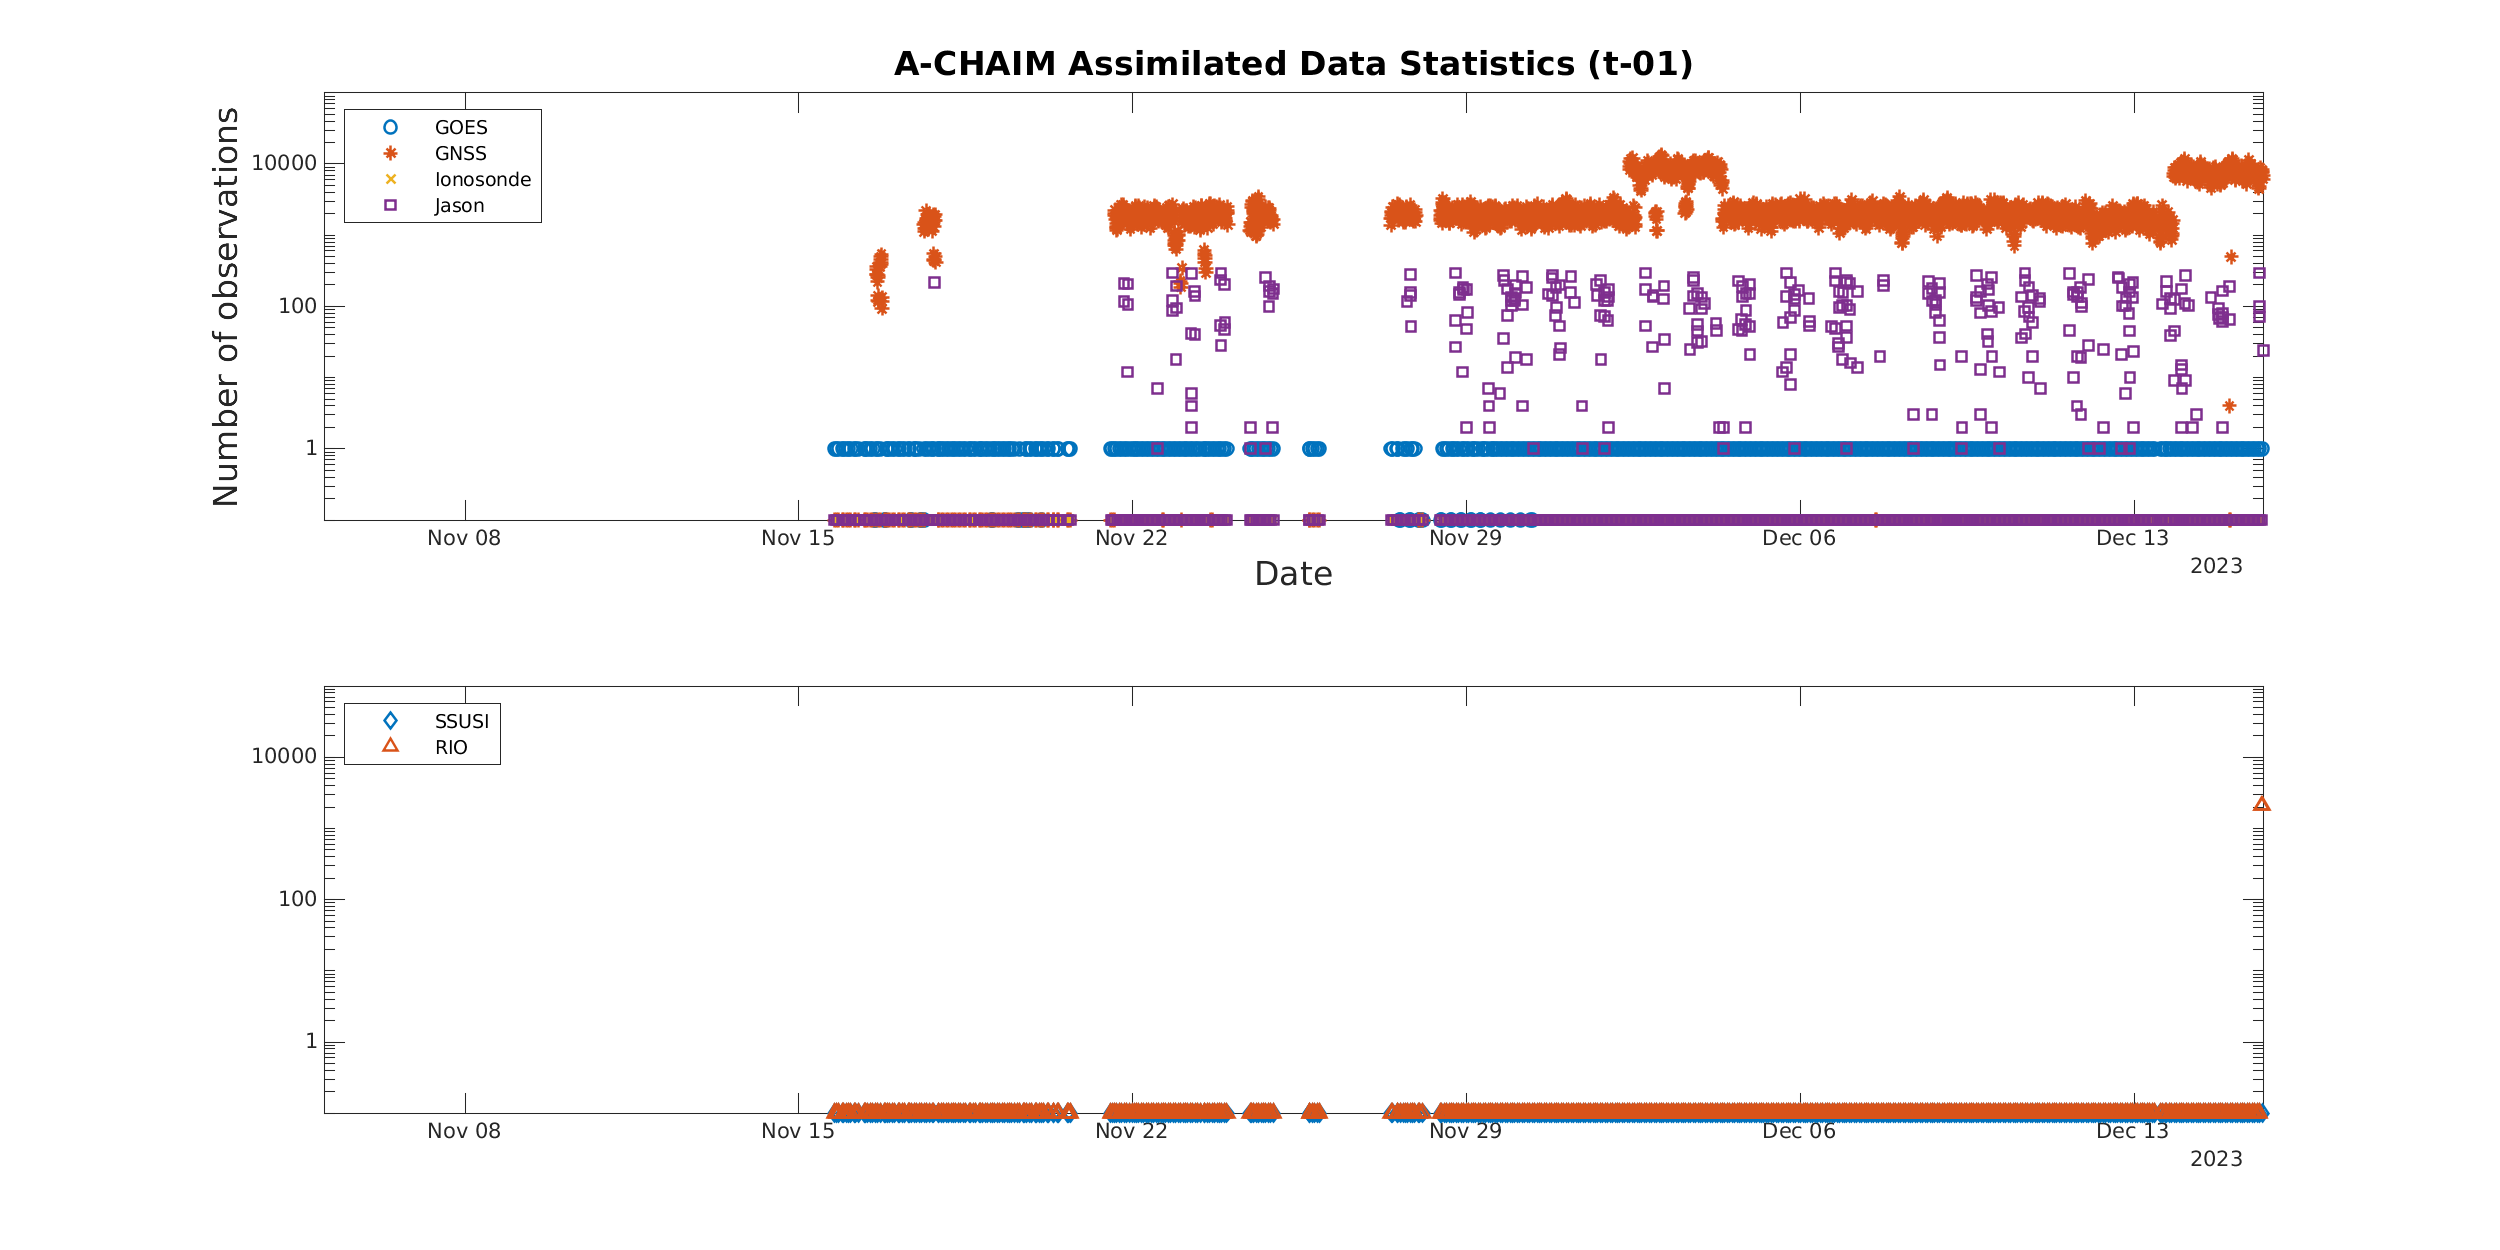 A-CHAIM Assimilated Data Statistics (t-01)
Number of observations
10000
100
1
GOES
GNSS
Ionosonde
Jason
Nov 08
Nov 15
Nov 22
Nov 29
Dec 06
Dec 13
2023
Date
10000
100
1
SSUSI
RIO
Nov 08
Nov 15
Nov 22
Nov 29
Dec 06
Dec 13
2023